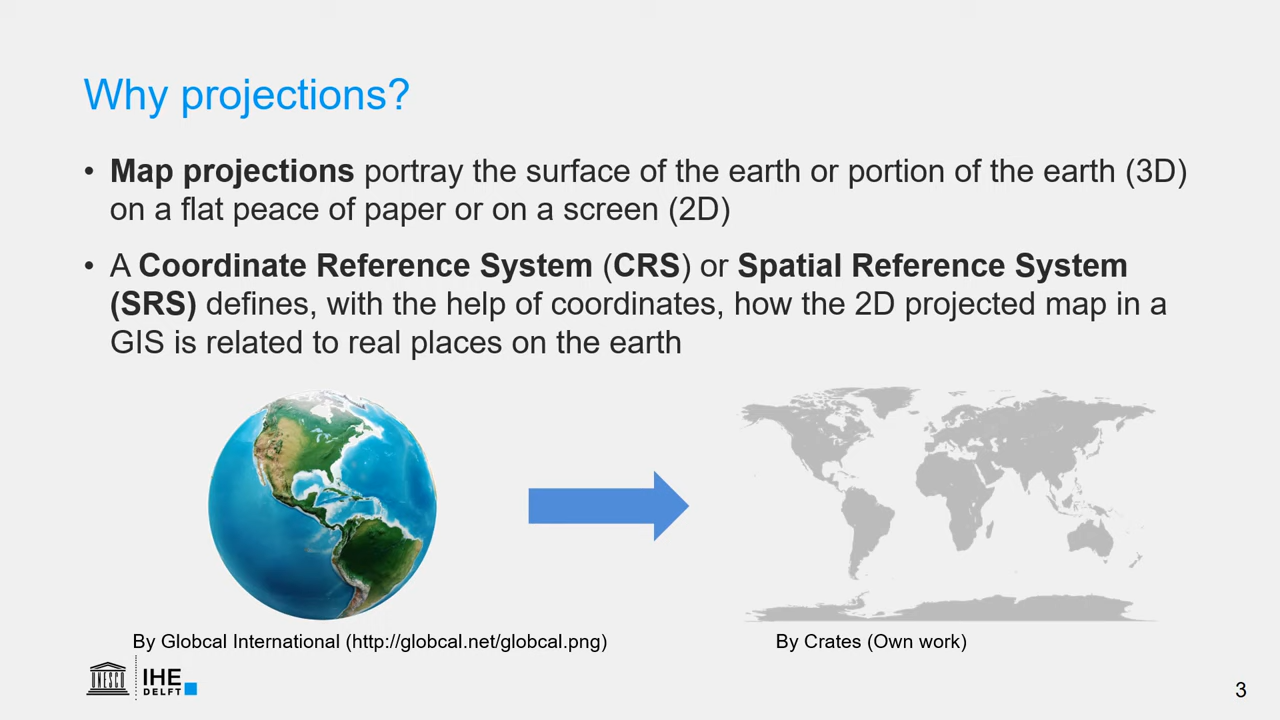 Why projections?
• Map projections portray the surface of the earth or portion of the earth (3D)
on a flat peace of paper or on a screen (2D)
• A Coordinate Reference System (CRS) or Spatial Reference System
(SRS) defines, with the help of coordinates, how the 2D projected map in a
GIS is related to real places on the earth
By Globcal International (http://globcal.net/globcal.png)
By Crates (Own work)
UNESCO
IHE
DELFT
3